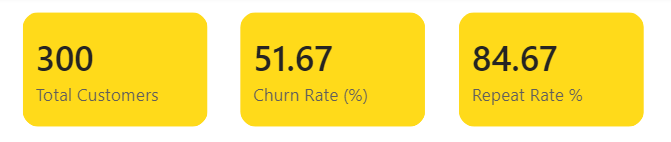 300
Total Customers
51.67
Churn Rate (%)
84.67
Repeat Rate %